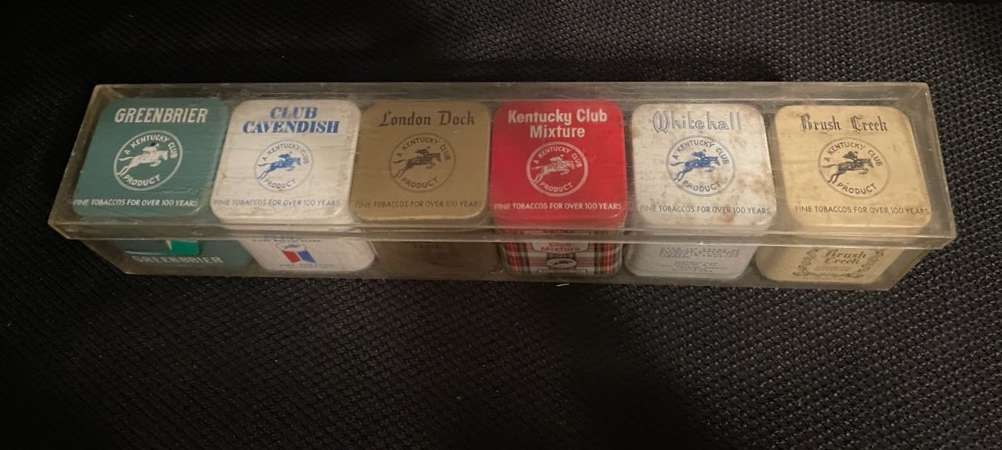 GREENBRIER
A KENTUCKY CLUB
PRODUCT
FINE TOBACCOS FOR OVER 100 YEARS
GREENBRIER
CLUB
CAVENDISH
A KENTUCKY CLUB
PRODUCT
FINE TOBACCOS FOR OVER 100 YEARS
London Dock
A KENTUCKY CLUB
PRODUCT
FINE TOBACCOS FOR OVER 100 YEARS
Kentucky Club
Mixture
A KENTUCKY CLUB
PRODUCT
FINE TOBACCOS FOR OVER 100 YEARS
Mixture
Whitehall
A KENTUCKY CLUB
PRODUCT
FINE TOBACCOS FOR OVER 100 YEARS
Brush Creek
A KENTUCKY CLUB
PRODUCT
FINE TOBACCOS FOR OVER 100 YEARS
Brush
Creek